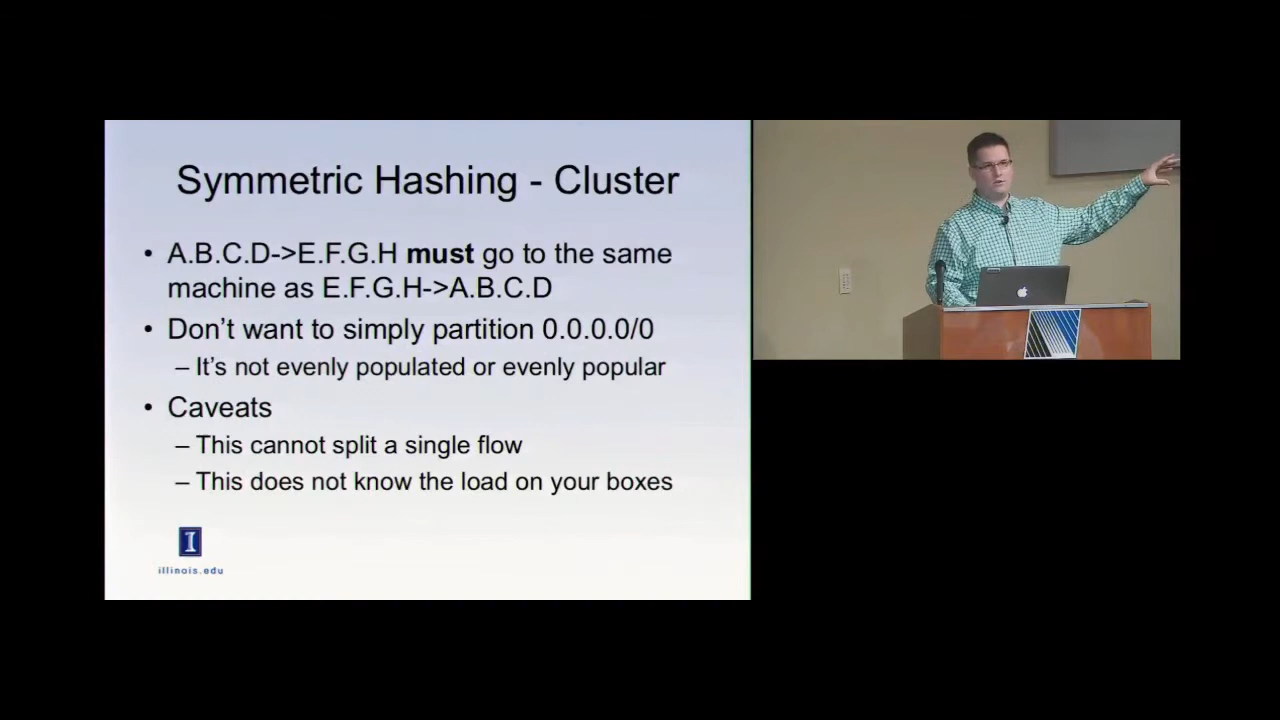 Symmetric Hashing - Cluster
• A.B.C.D->E.F.G.H must go to the same
machine as E.F.G.H->A.B.C.D
• Don't want to simply partition 0.0.0.0/0
– It's not evenly populated or evenly popular
• Caveats
– This cannot split a single flow
– This does not know the load on your boxes
I
illinois.edu